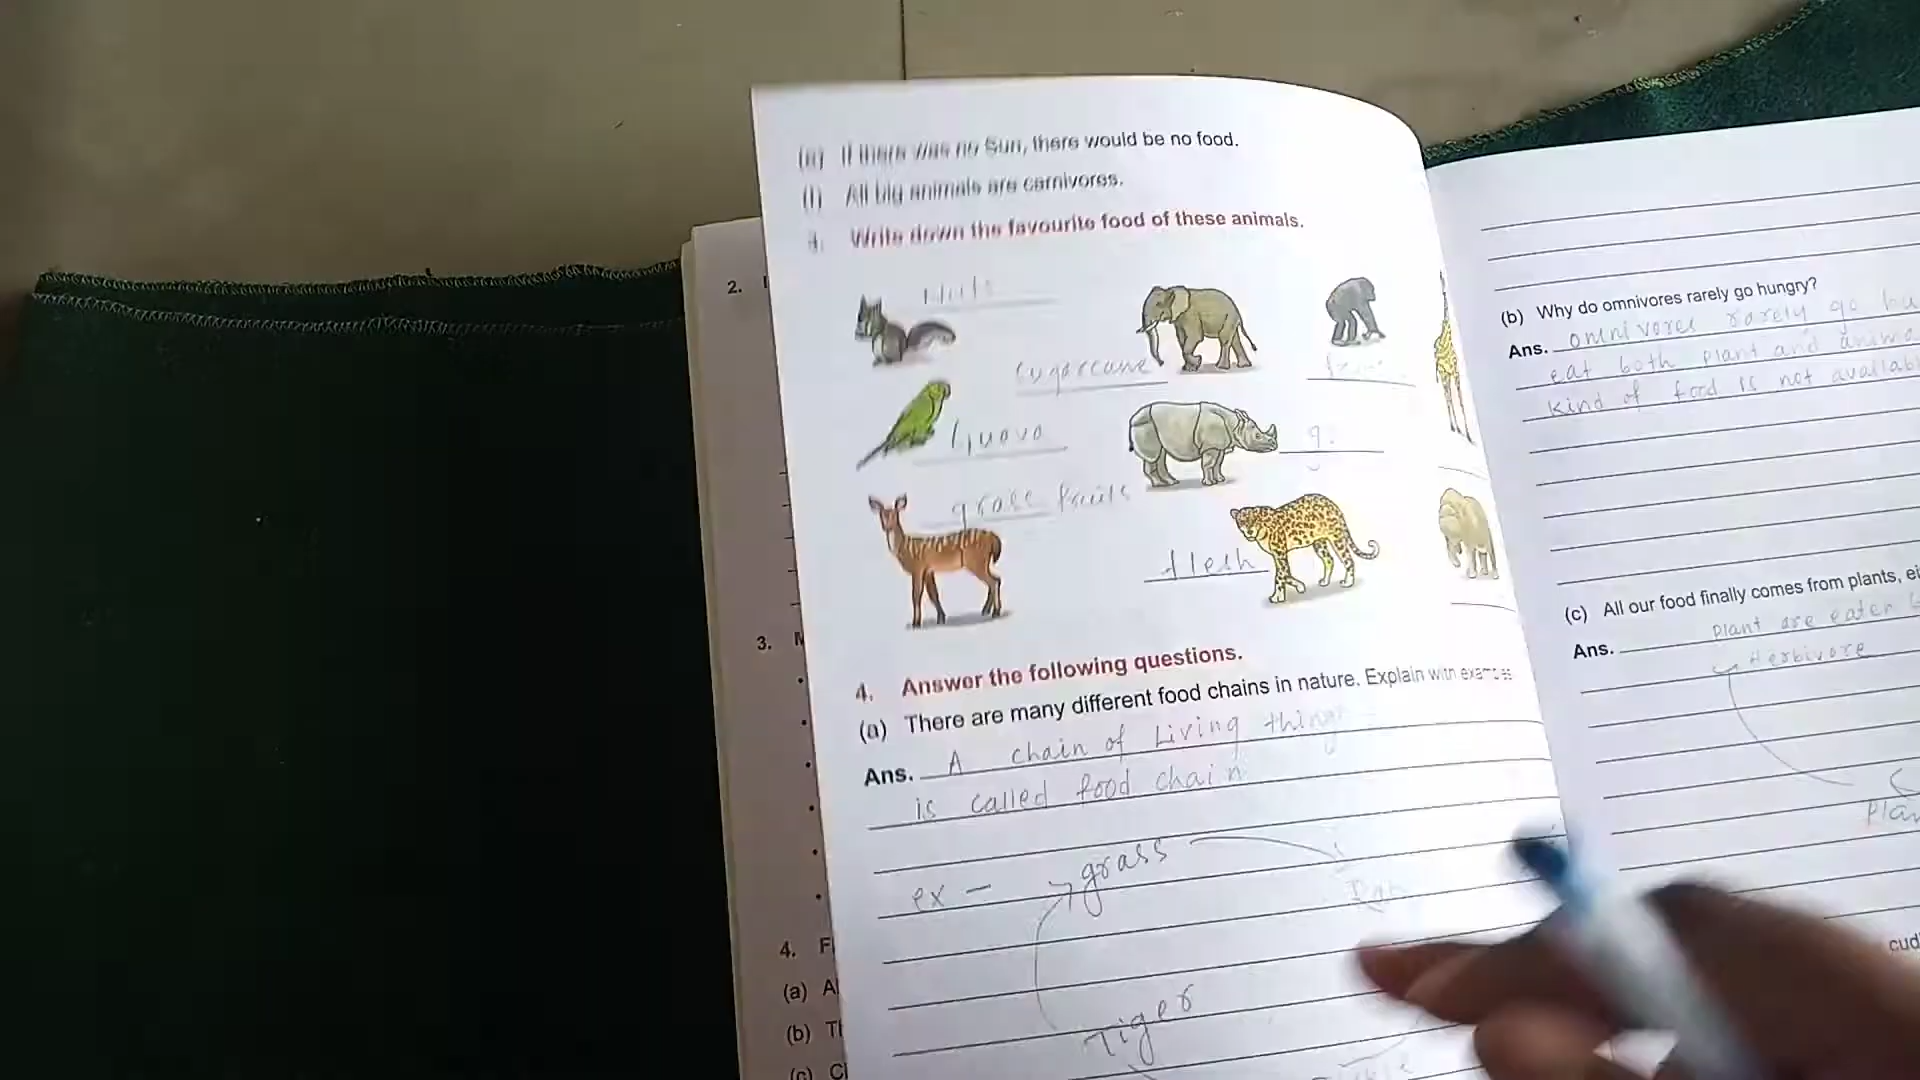 (e) If there was no Sun, there would be no food.
(f) All big animals are carnivores.
3. Write down the favourite food of these animals.
Nuts
sugarcane
Guava
g
grass fruits
flesh
4. Answer the following questions.
(a) There are many different food chains in nature. Explain with examples
Ans. A chain of Living thing
is called food chain
ex - grass
Tiger
2.
3.
4. F
(a) A
(b) T
(c) C
(b) Why do omnivores rarely go hungry?
Ans. omnivores rarely go hu
eat both plant and anima
kind of food is not availab
(c) All our food finally comes from plants, ei
Ans. plant are eaten
Herbivore
Plan
cud